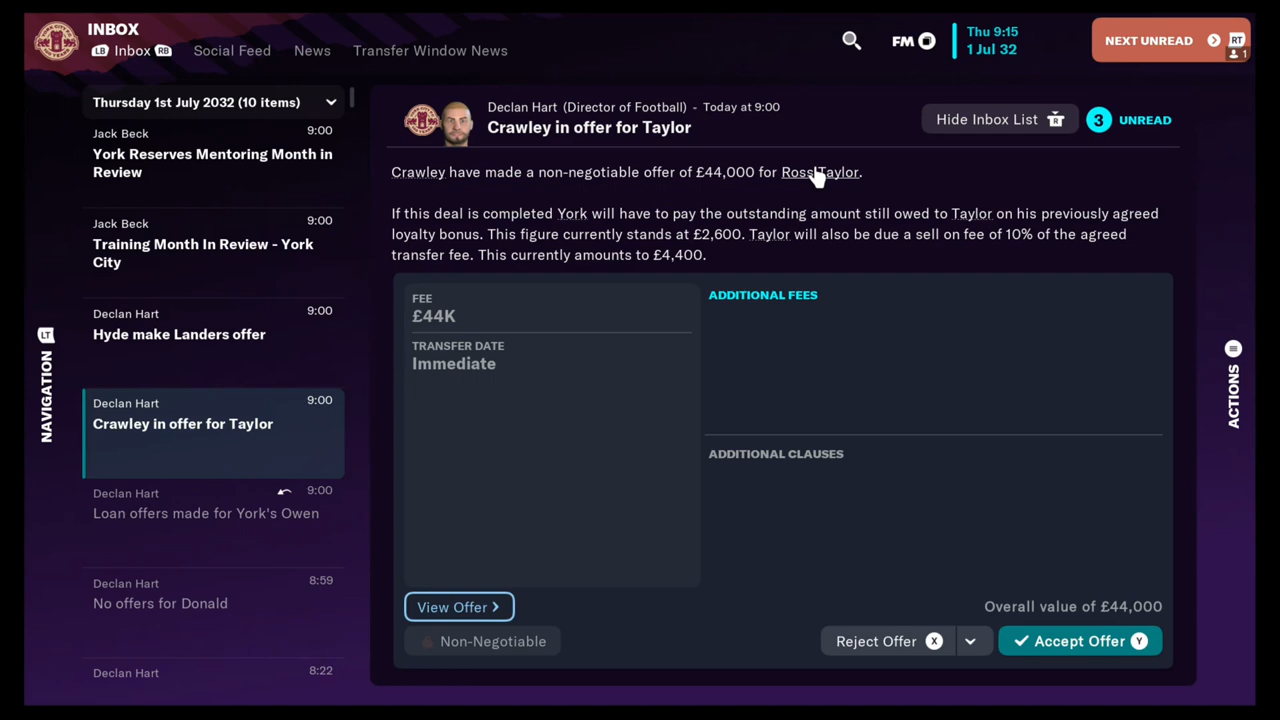 INBOX
LB Inbox RB Social Feed News Transfer Window News
FM
Thu 9:15
1 Jul 32
NEXT UNREAD RT
1
Thursday 1st July 2032 (10 items)
Jack Beck 9:00
York Reserves Mentoring Month in
Review
Jack Beck 9:00
Training Month In Review - York
City
Declan Hart 9:00
Hyde make Landers offer
Declan Hart 9:00
Crawley in offer for Taylor
Declan Hart 9:00
Loan offers made for York's Owen
Declan Hart 8:59
No offers for Donald
Declan Hart 8:22
LT
NAVIGATION
Declan Hart (Director of Football) - Today at 9:00
Crawley in offer for Taylor
Hide Inbox List R
3 UNREAD
Crawley have made a non-negotiable offer of £44,000 for Ross Taylor.
If this deal is completed York will have to pay the outstanding amount still owed to Taylor on his previously agreed
loyalty bonus. This figure currently stands at £2,600. Taylor will also be due a sell on fee of 10% of the agreed
transfer fee. This currently amounts to £4,400.
FEE
£44K
TRANSFER DATE
Immediate
ADDITIONAL FEES
ADDITIONAL CLAUSES
View Offer
Overall value of £44,000
Non-Negotiable
Reject Offer X
Accept Offer Y
ACTIONS